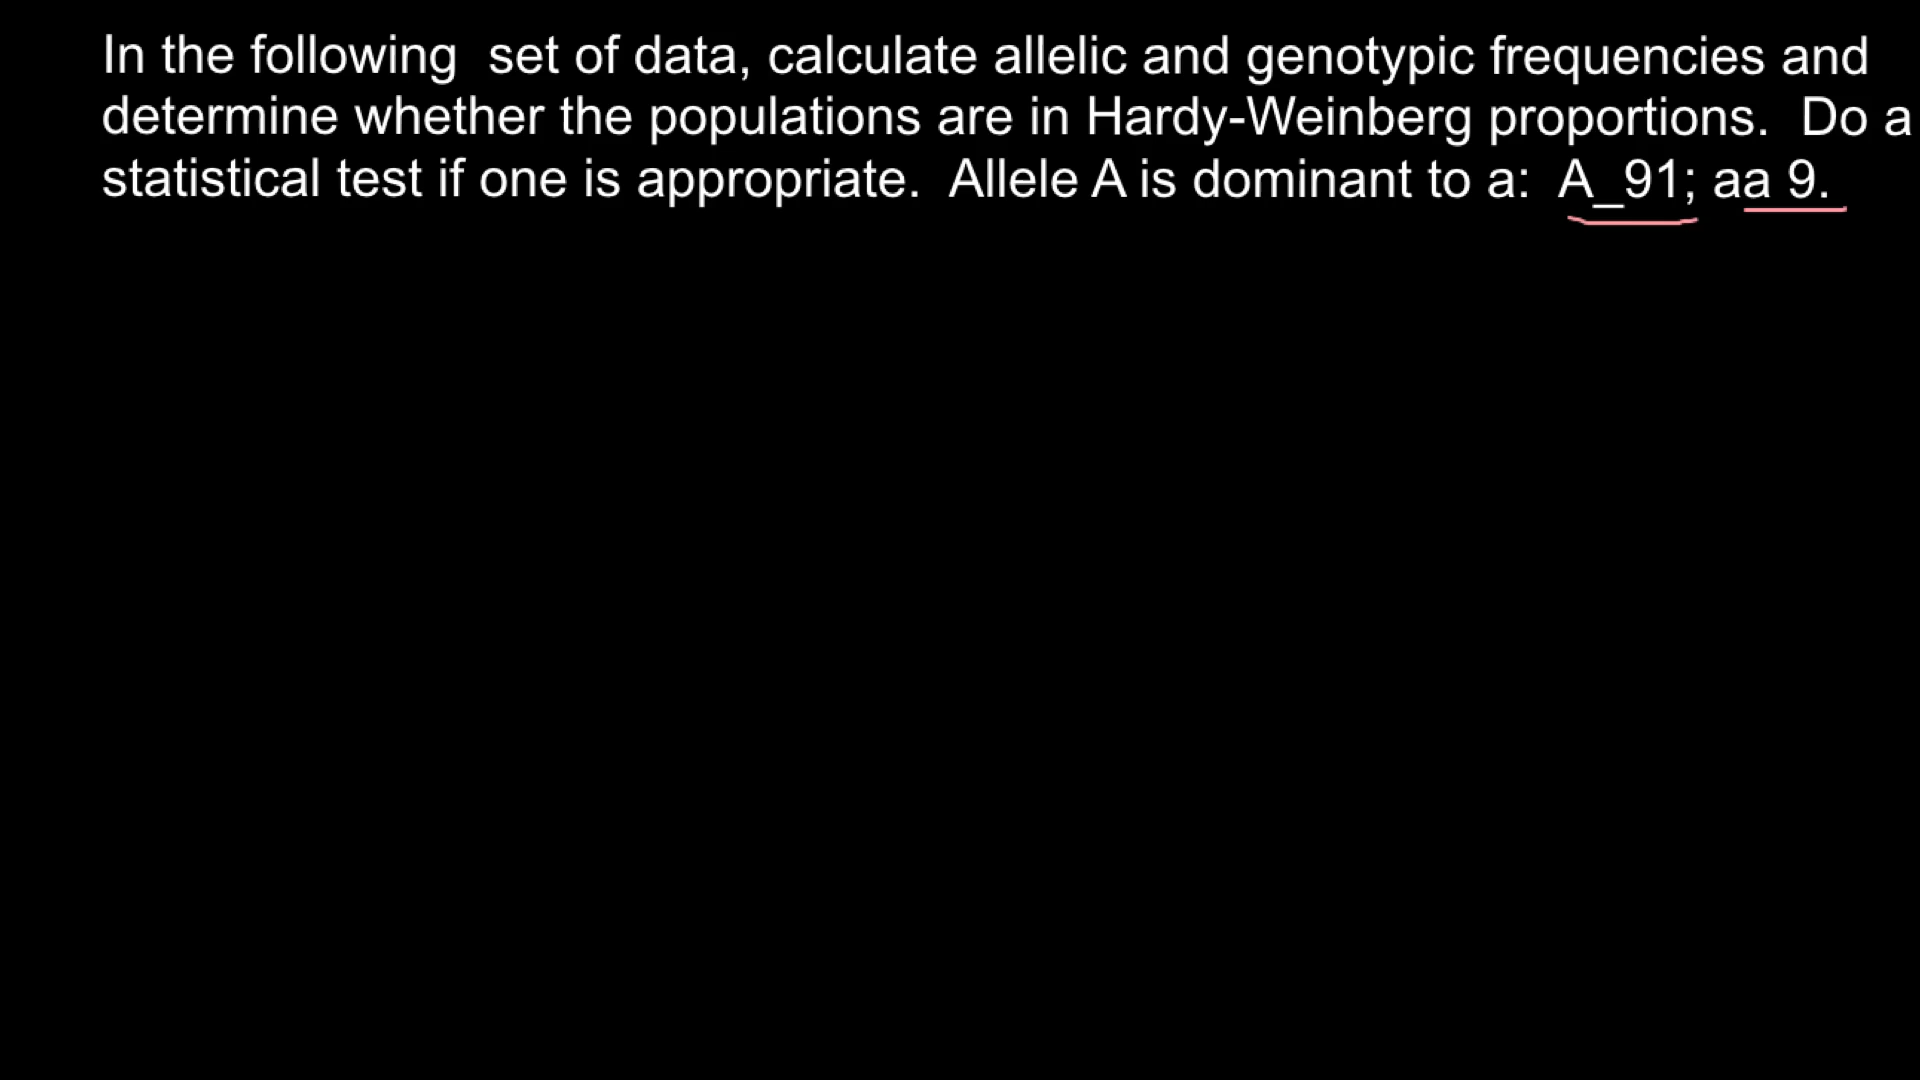 In the following  set of data, calculate allelic and genotypic frequencies and
determine whether the populations are in Hardy-Weinberg proportions.  Do a
statistical test if one is appropriate.  Allele A is dominant to a:  A_91; aa 9.